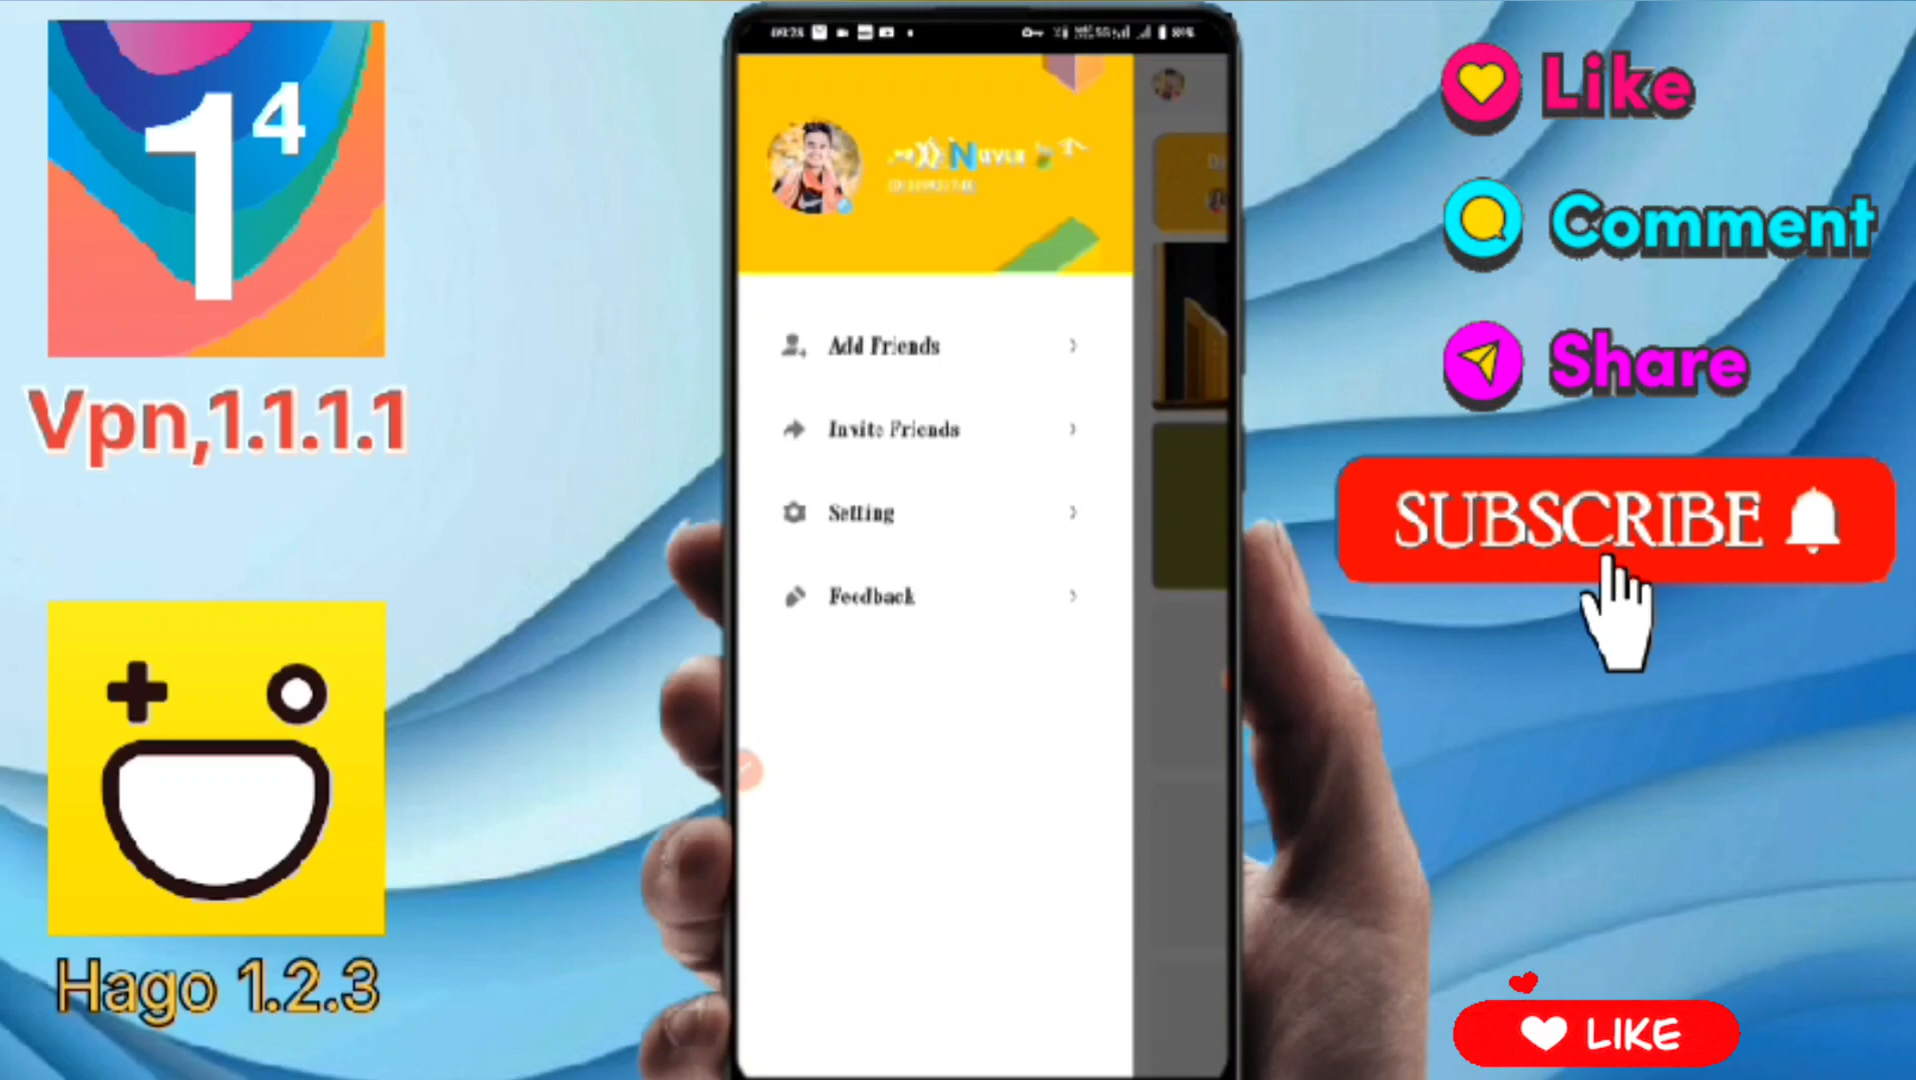 1⁴
Vpn,1.1.1.1
Hago 1.2.3
Add Friends
Invite Friends
Setting
Feedback
Like
Comment
Share
SUBSCRIBE
LIKE